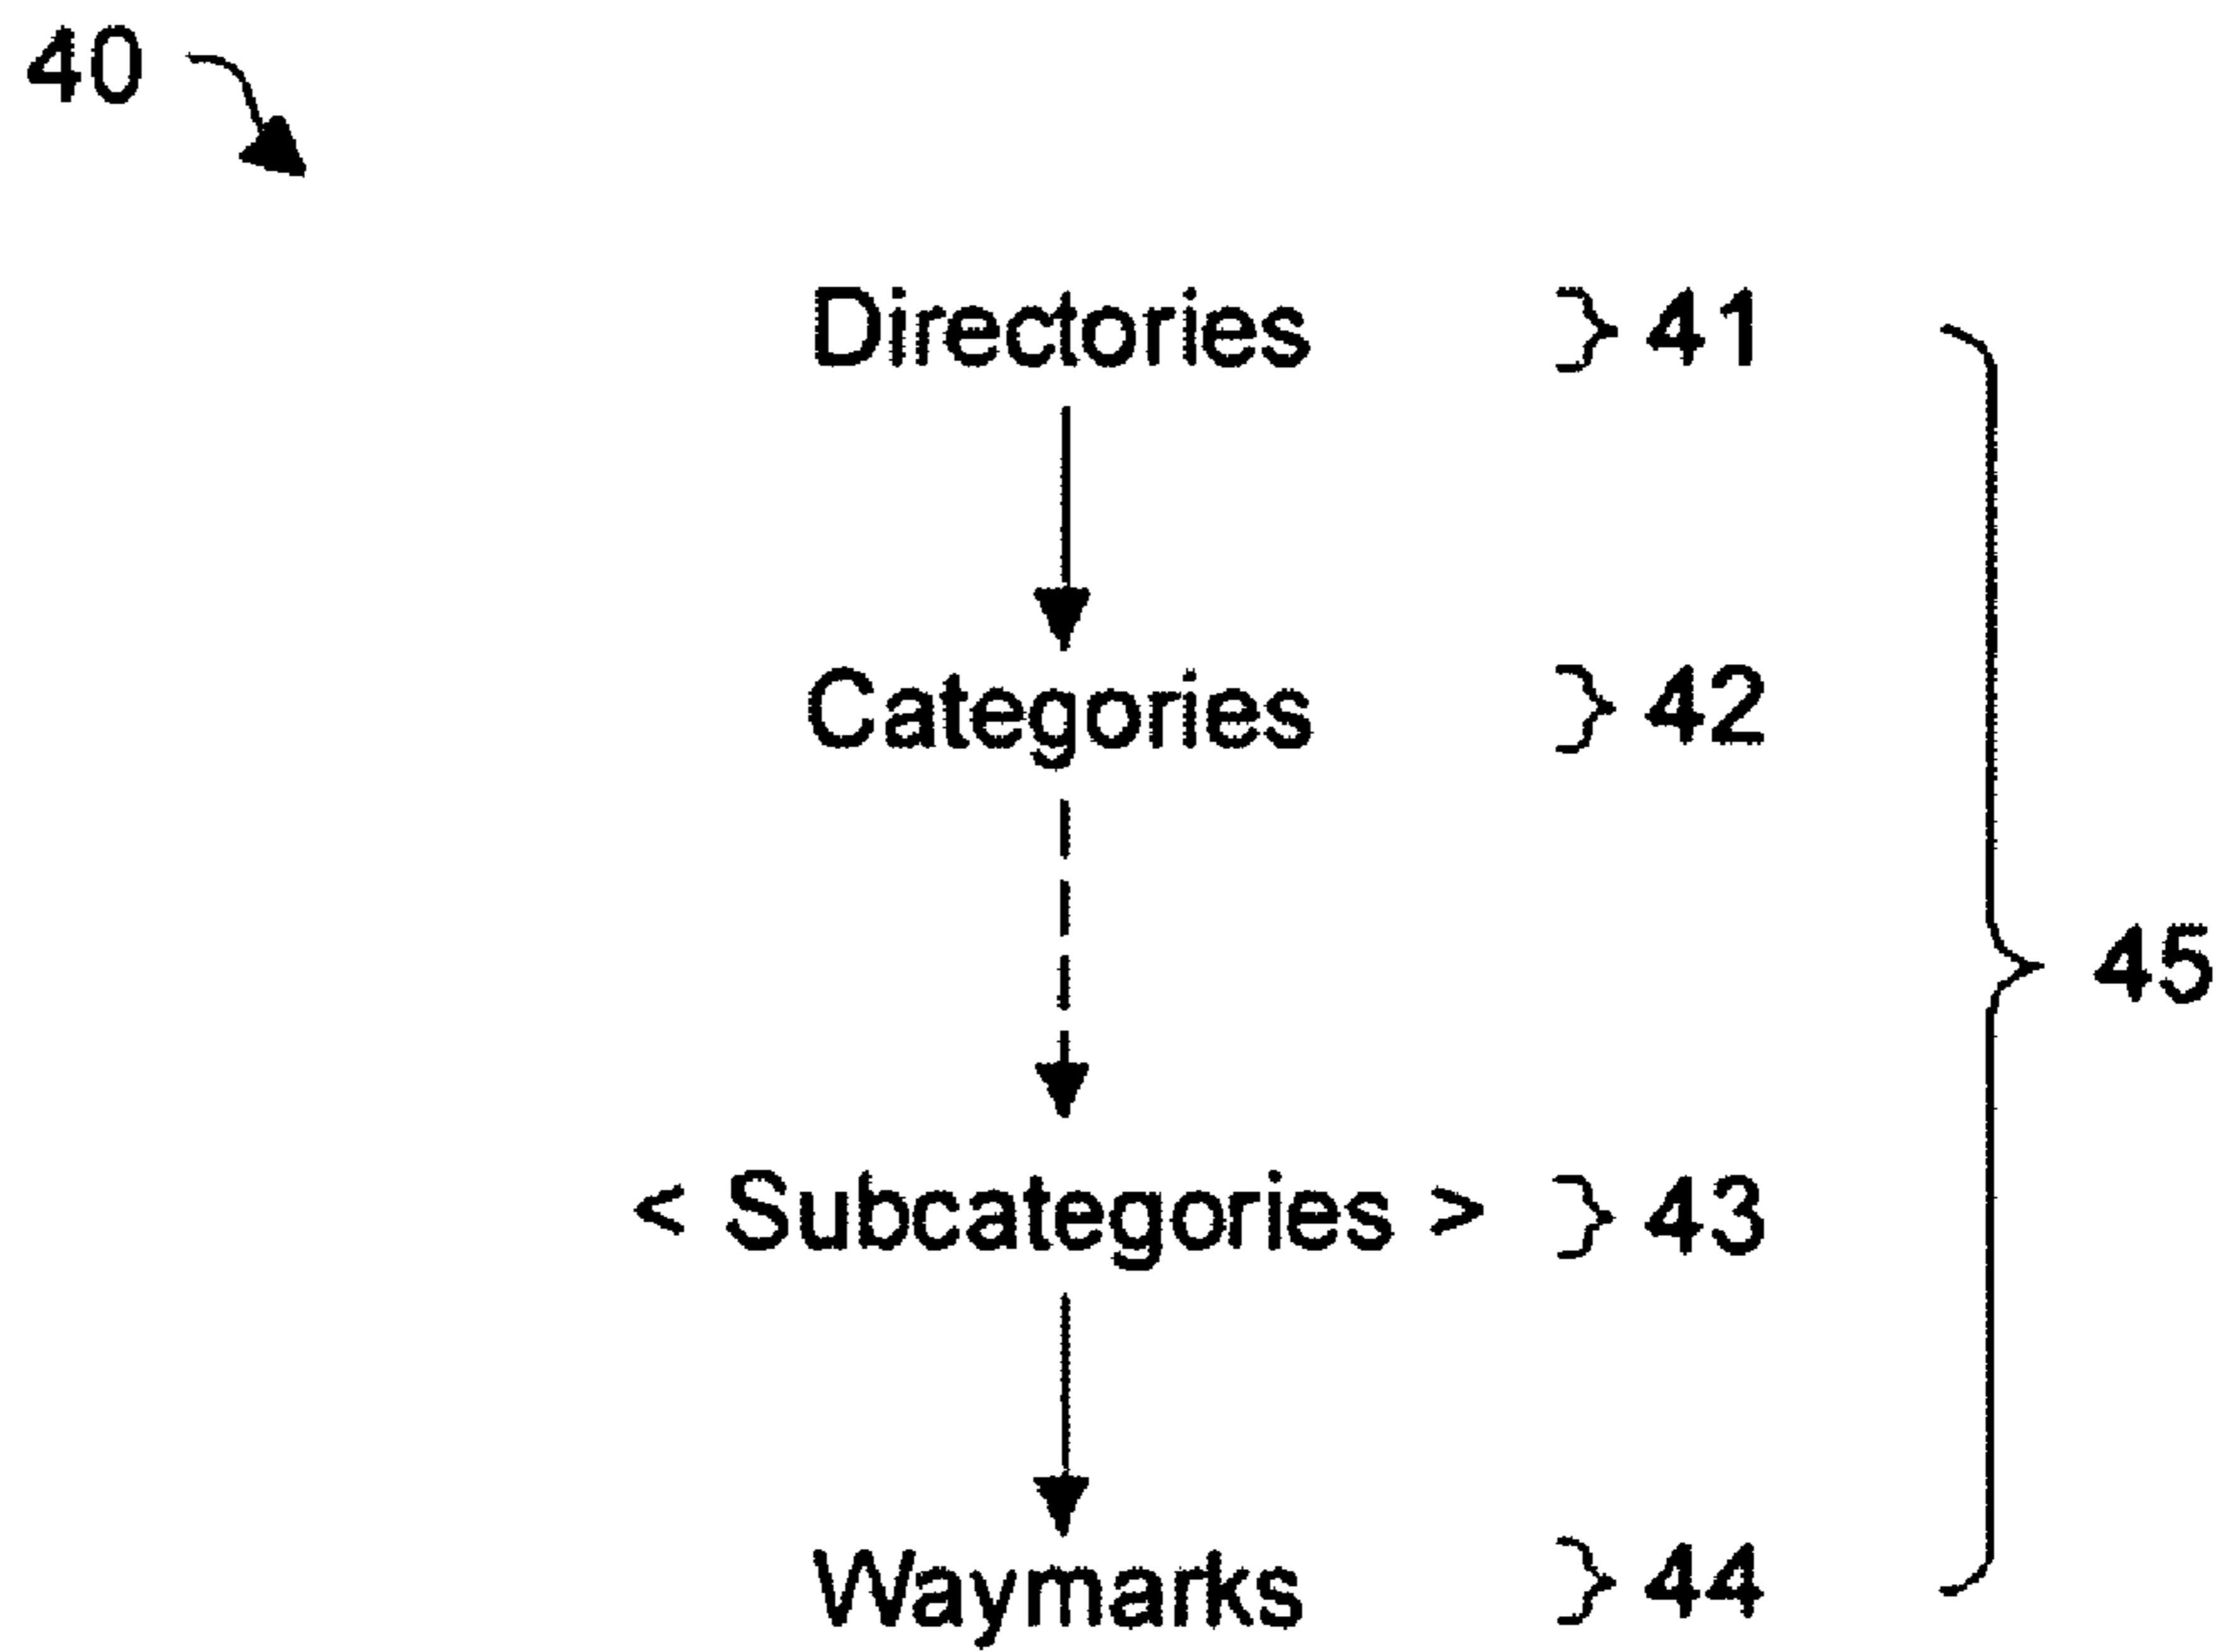 40
Directories } 41
Categories } 42
45
< Subcategories > } 43
Waymarks } 44